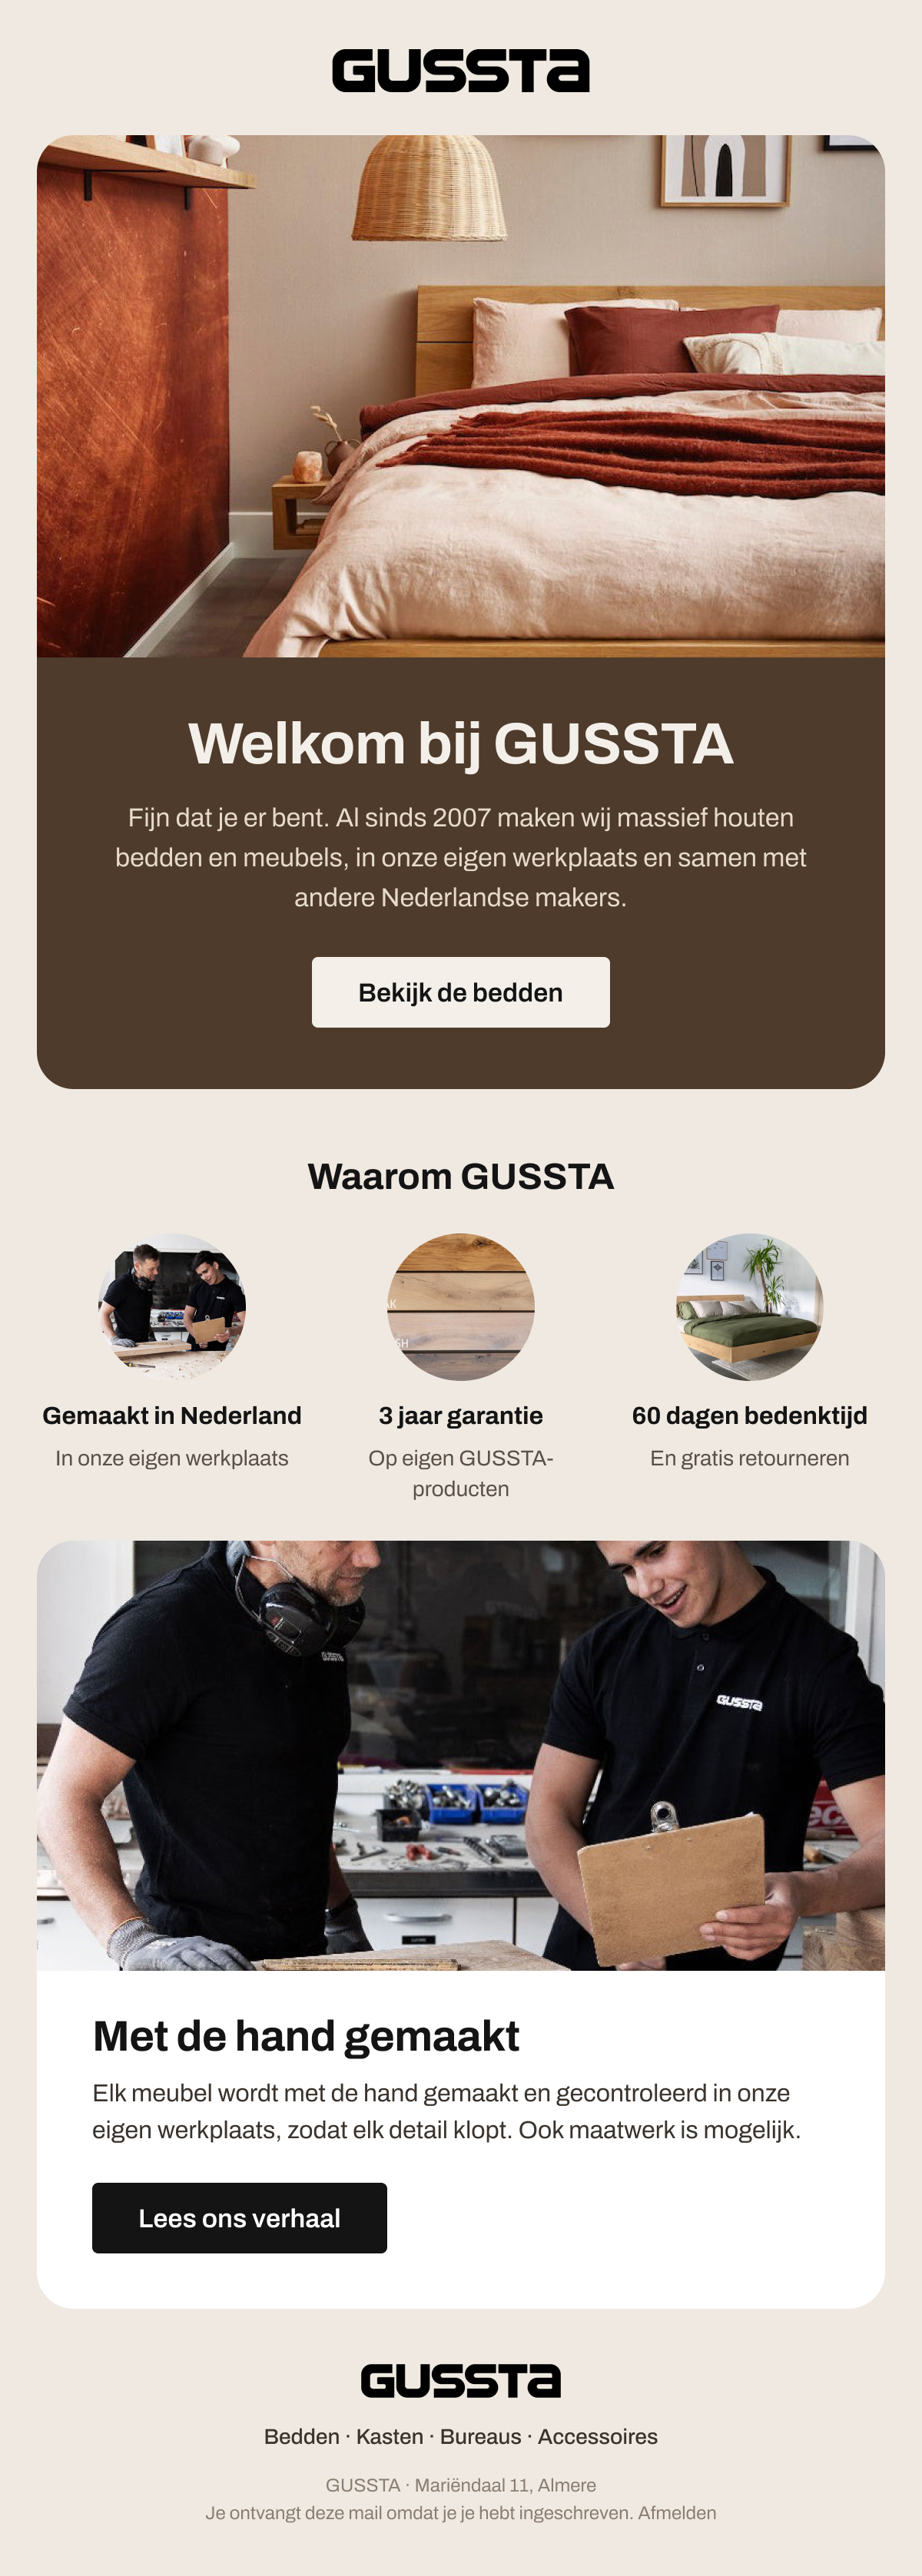 GUSSTA
Welkom bij GUSSTA
Fijn dat je er bent. Al sinds 2007 maken wij massief houten
bedden en meubels, in onze eigen werkplaats en samen met
andere Nederlandse makers.
Bekijk de bedden
Waarom GUSSTA
Gemaakt in Nederland
In onze eigen werkplaats
3 jaar garantie
Op eigen GUSSTA-
producten
60 dagen bedenktijd
En gratis retourneren
GUSSTA
GUSSTA
Met de hand gemaakt
Elk meubel wordt met de hand gemaakt en gecontroleerd in onze
eigen werkplaats, zodat elk detail klopt. Ook maatwerk is mogelijk.
Lees ons verhaal
GUSSTA
Bedden · Kasten · Bureaus · Accessoires
GUSSTA · Mariëndaal 11, Almere
Je ontvangt deze mail omdat je je hebt ingeschreven. Afmelden